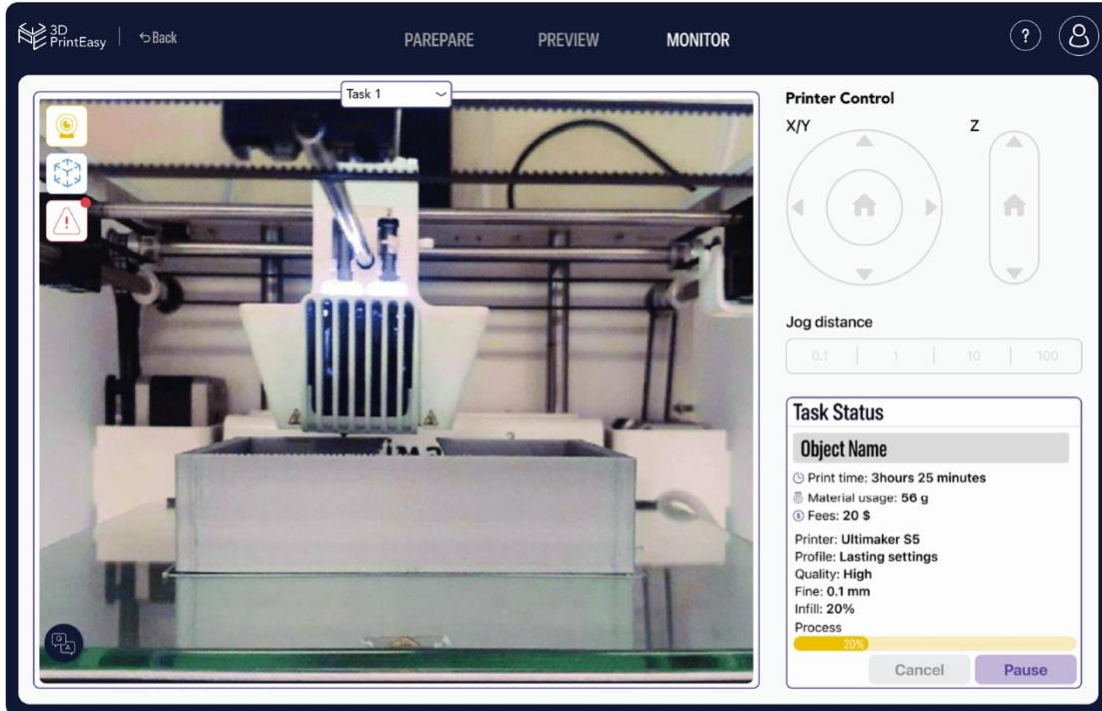 3D
PrintEasy
Back
PAREPARE
PREVIEW
MONITOR
?
Task 1
Printer Control
X/Y
Z
Jog distance
0.1
1
10
100
Task Status
Object Name
Print time: 3hours 25 minutes
Material usage: 56 g
Fees: 20 $
Printer: Ultimaker S5
Profile: Lasting settings
Quality: High
Fine: 0.1 mm
Infill: 20%
Process
20%
Cancel
Pause